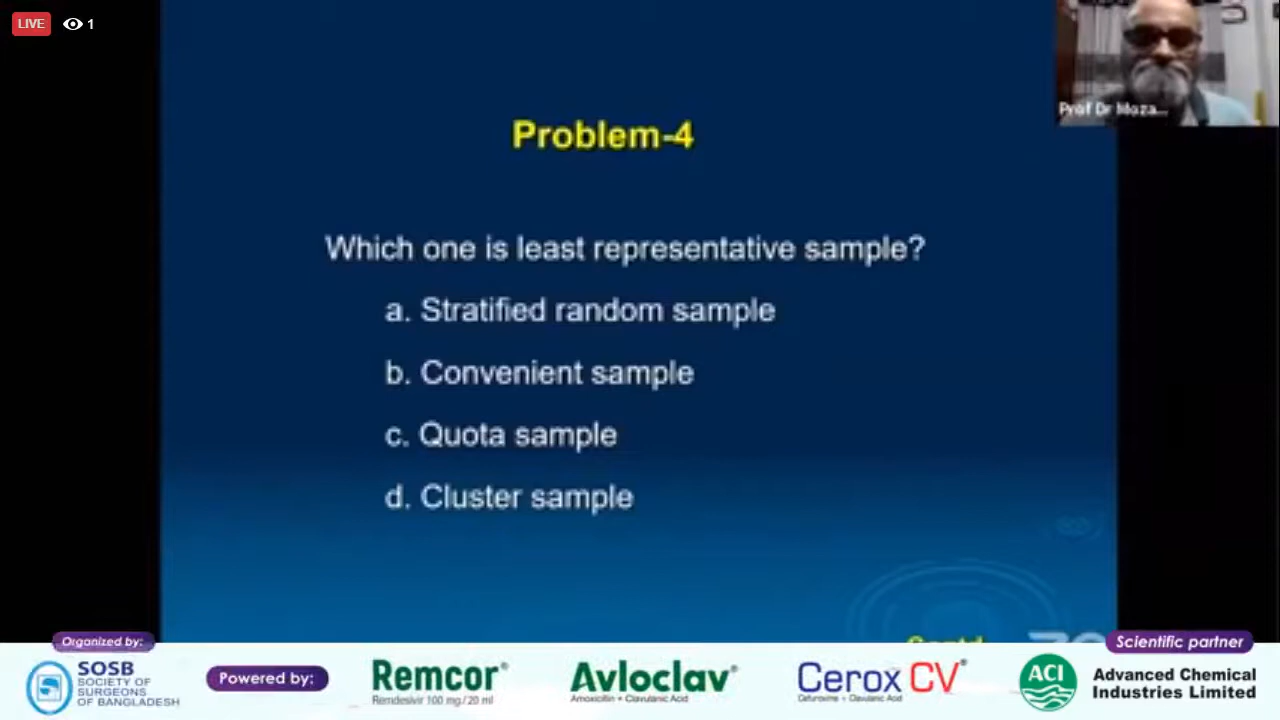 LIVE 1
Prof Dr Moza...
Problem-4
Which one is least representative sample?
a. Stratified random sample
b. Convenient sample
c. Quota sample
d. Cluster sample
Organized by:
SOSB
SOCIETY OF
SURGEONS
OF BANGLADESH
Powered by:
Remcor®
Remdesivir 100 mg / 20 ml
Avloclav®
Amoxicillin + Clavulanic Acid
Cerox CV®
Cefuroxime + Clavulanic Acid
Scientific partner
ACI
Advanced Chemical
Industries Limited